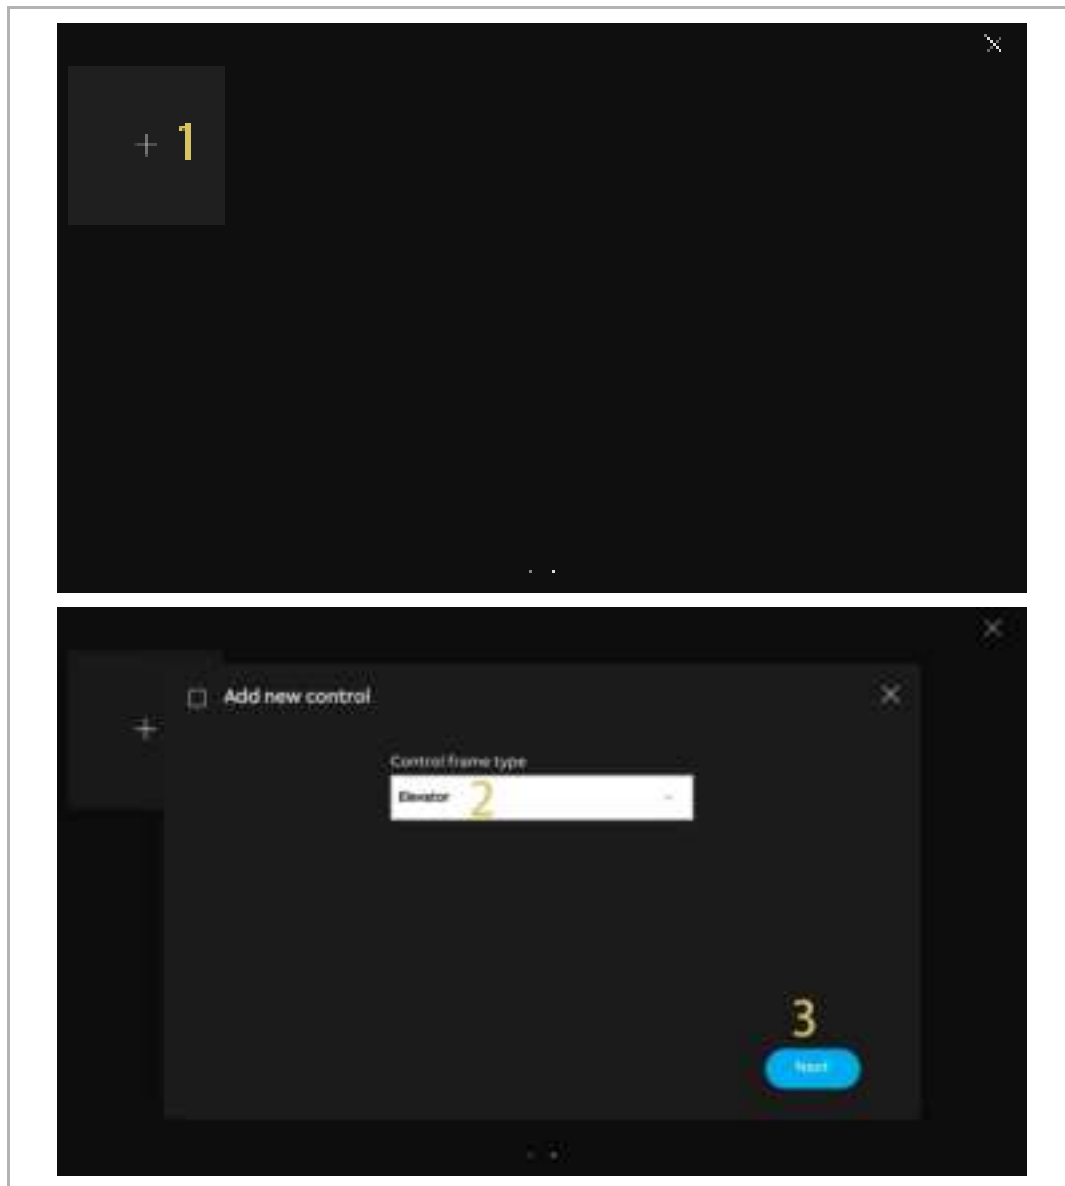 1
Add new control
Control frame type
Elevator 2
3
Next